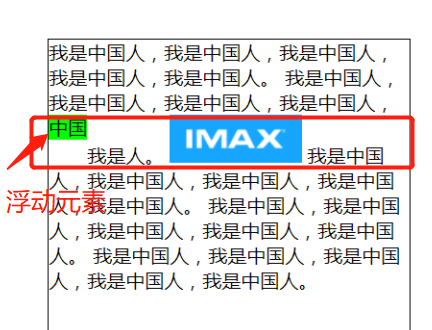 我是中国人，我是中国人，我是中国人，
我是中国人，我是中国人。 我是中国人，
我是中国人，我是中国人，我是中国人，
中国
我是人。 IMAX 我是中国
人，我是中国人，我是中国人，我是中国
浮动元素
人，我是中国人。 我是中国人，我是中国
人，我是中国人，我是中国人，我是中国
人。 我是中国人，我是中国人，我是中国
人，我是中国人，我是中国人。